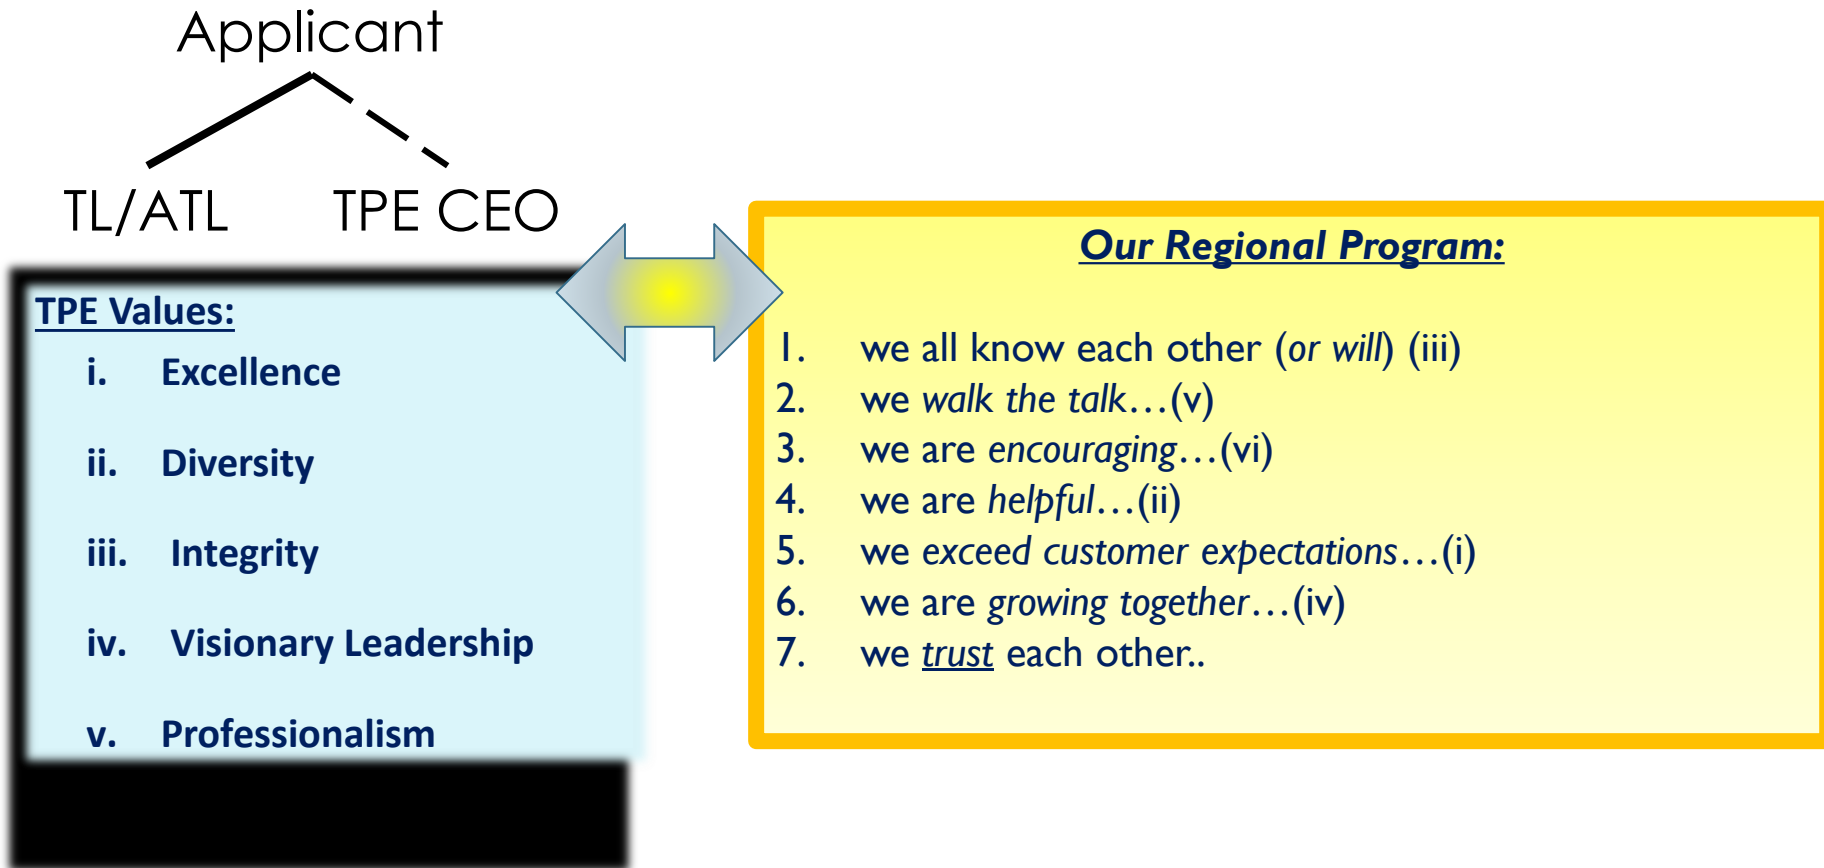 Applicant
TL/ATL TPE CEO
TPE Values:
i. Excellence
ii. Diversity
iii. Integrity
iv. Visionary Leadership
v. Professionalism
Our Regional Program:
1. we all know each other (or will) (iii)
2. we walk the talk…(v)
3. we are encouraging…(vi)
4. we are helpful…(ii)
5. we exceed customer expectations…(i)
6. we are growing together…(iv)
7. we trust each other..